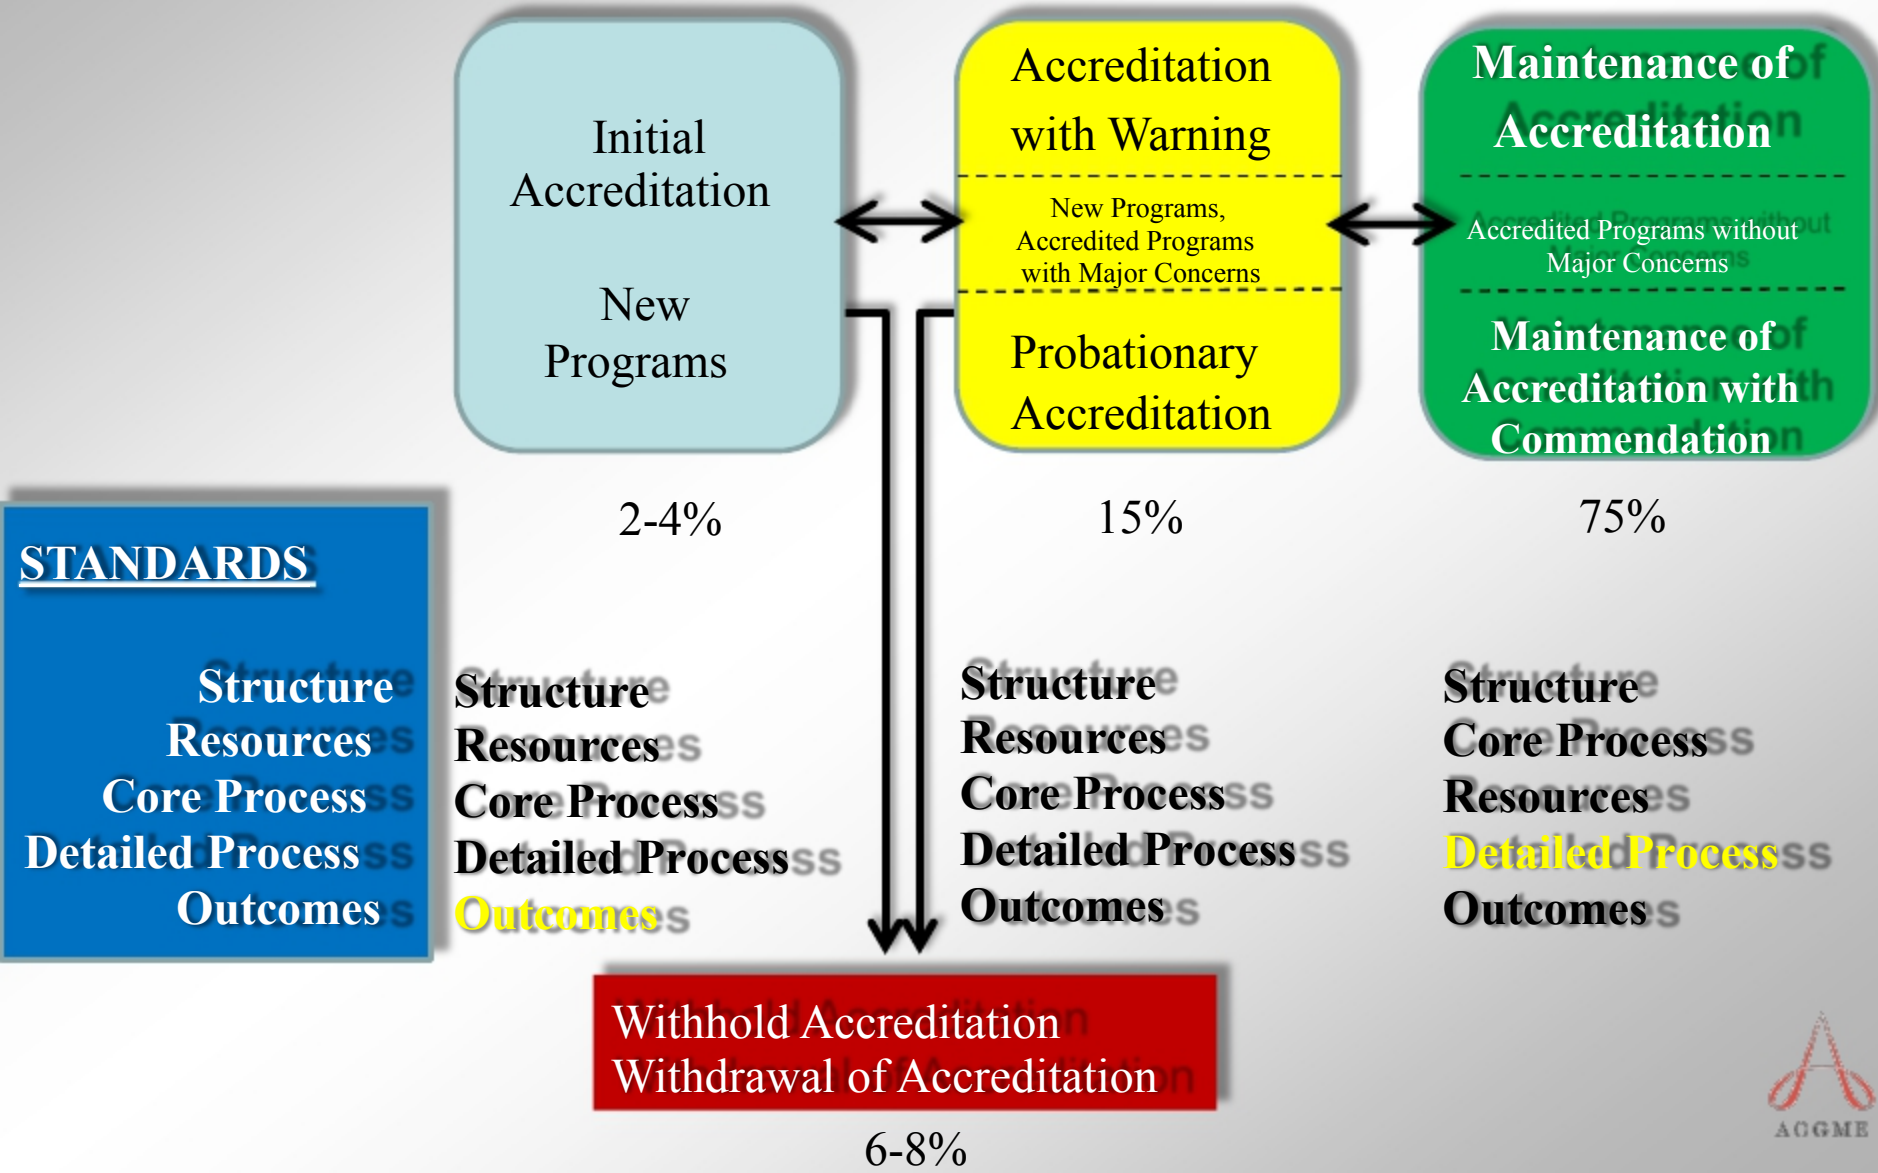 Initial
Accreditation
New
Programs
Accreditation
with Warning
New Programs,
Accredited Programs
with Major Concerns
Probationary
Accreditation
Maintenance of
Accreditation
Accredited Programs without
Major Concerns
Maintenance of
Accreditation with
Commendation
2-4%
15%
75%
STANDARDS
Structure
Resources
Core Process
Detailed Process
Outcomes
Structure
Resources
Core Process
Detailed Process
Outcomes
Structure
Resources
Core Process
Detailed Process
Outcomes
Structure
Core Process
Resources
Detailed Process
Outcomes
Withhold Accreditation
Withdrawal of Accreditation
6-8%
ACGME